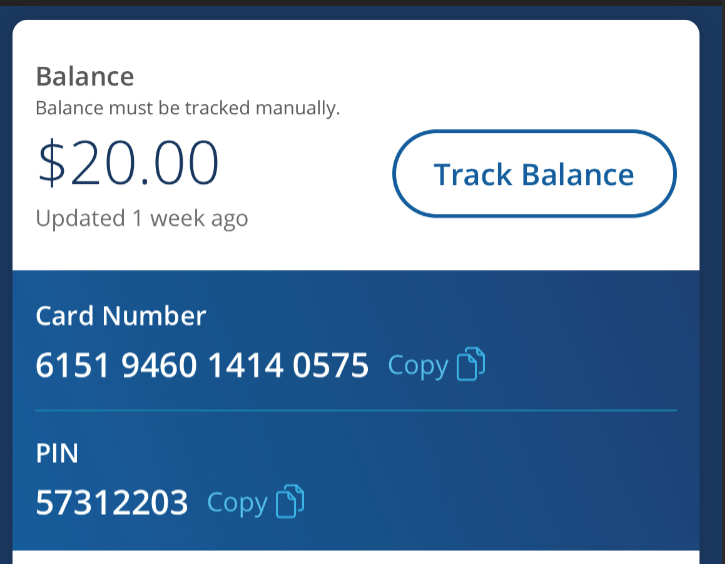 Balance
Balance must be tracked manually.
$20.00
Track Balance
Updated 1 week ago
Card Number
6151 9460 1414 0575 Copy
PIN
57312203 Copy